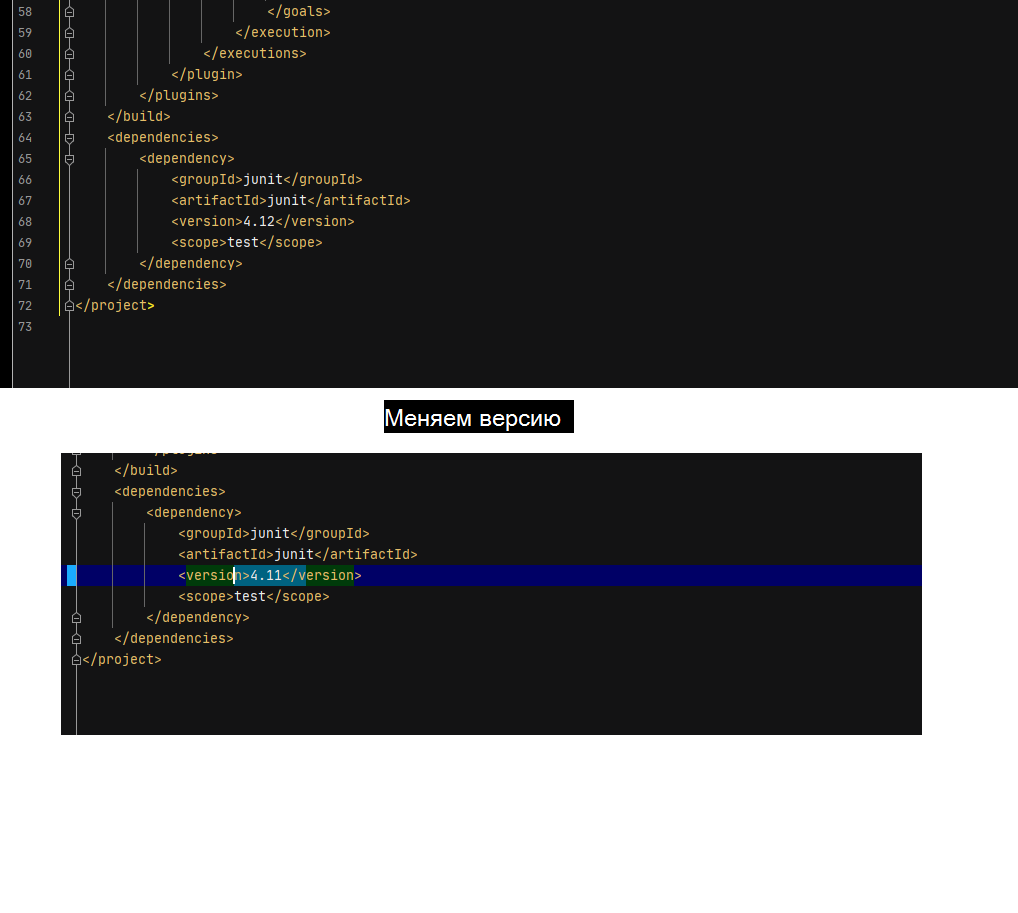 58 </goals>
59 </execution>
60 </executions>
61 </plugin>
62 </plugins>
63 </build>
64 <dependencies>
65 <dependency>
66 <groupId>junit</groupId>
67 <artifactId>junit</artifactId>
68 <version>4.12</version>
69 <scope>test</scope>
70 </dependency>
71 </dependencies>
72 </project>
73
Меняем версию
</build>
<dependencies>
<dependency>
<groupId>junit</groupId>
<artifactId>junit</artifactId>
<version>4.11</version>
<scope>test</scope>
</dependency>
</dependencies>
</project>